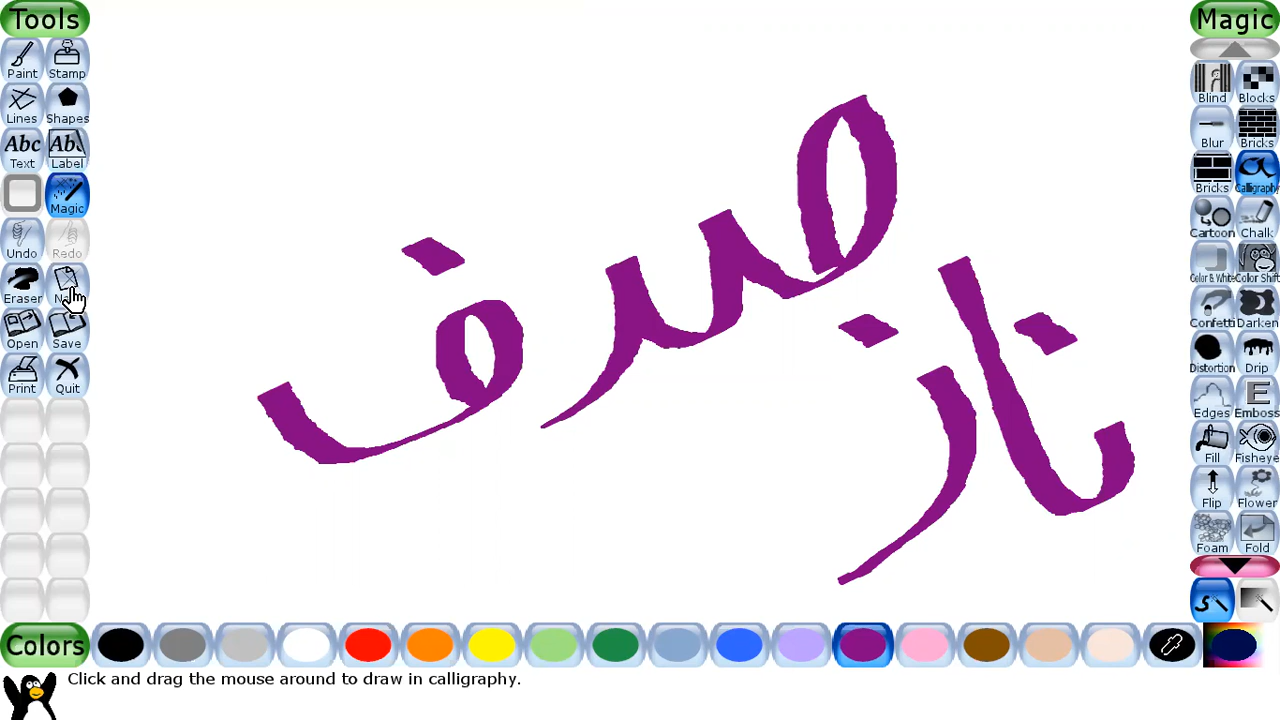 Tools
Paint Stamp
Lines Shapes
Text Label
Abc Abc
Magic
Undo Redo
Eraser
Open Save
Print Quit
صرف
ناز
Magic
Blind Blocks
Blur Bricks
Bricks Calligraphy
Cartoon Chalk
Color & White Color Shift
Confetti Darken
Distortion Drip
Edges Emboss
Fill Fisheye
Flip Flower
Foam Fold
Colors
Click and drag the mouse around to draw in calligraphy.